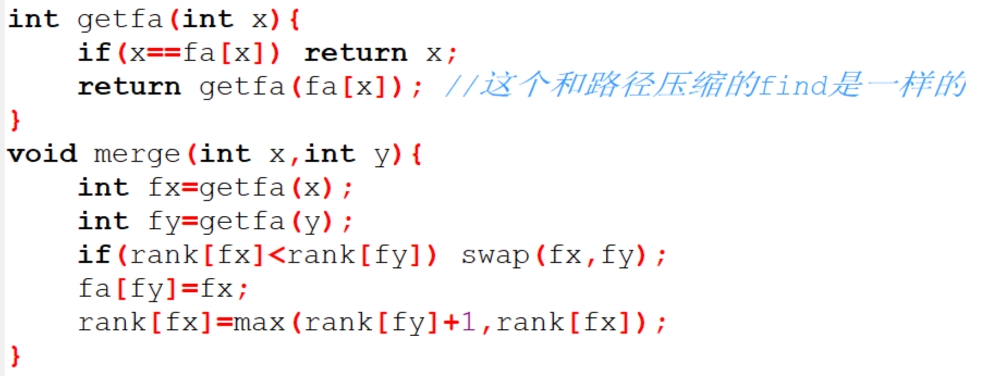 int getfa(int x){
    if(x==fa[x]) return x;
    return getfa(fa[x]); //这个和路径压缩的find是一样的
}
void merge(int x,int y){
    int fx=getfa(x);
    int fy=getfa(y);
    if(rank[fx]<rank[fy]) swap(fx,fy);
    fa[fy]=fx;
    rank[fx]=max(rank[fy]+1,rank[fx]);
}